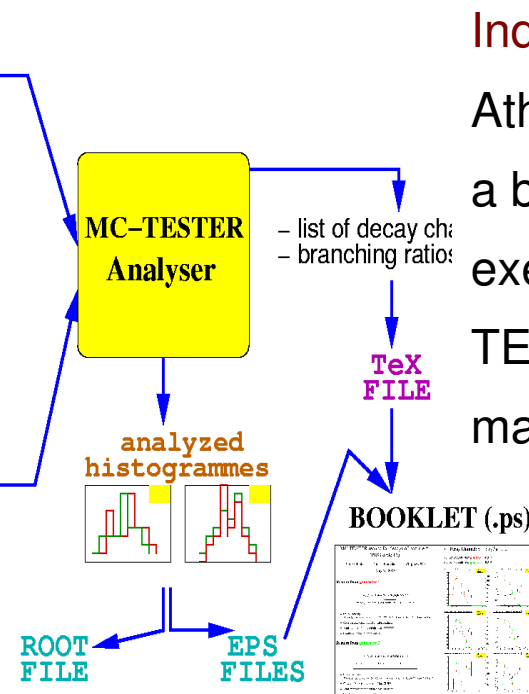 Inc
Ath
a b
exe
TE
ma
MC–TESTER
Analyser
– list of decay cha
– branching ratios
TeX
FILE
analyzed
histogrammes
BOOKLET (.ps)
ROOT
FILE
EPS
FILES